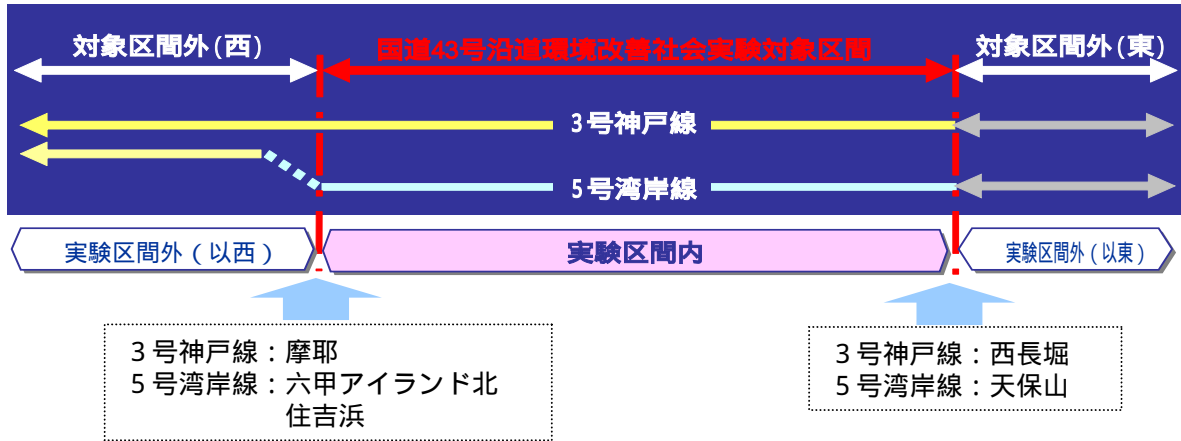 対象区間外(西)
国道43号沿道環境改善社会実験対象区間
対象区間外(東)
3号神戸線
5号湾岸線
実験区間外(以西)
実験区間内
実験区間外(以東)
3号神戸線:摩耶
5号湾岸線:六甲アイランド北
住吉浜
3号神戸線:西長堀
5号湾岸線:天保山